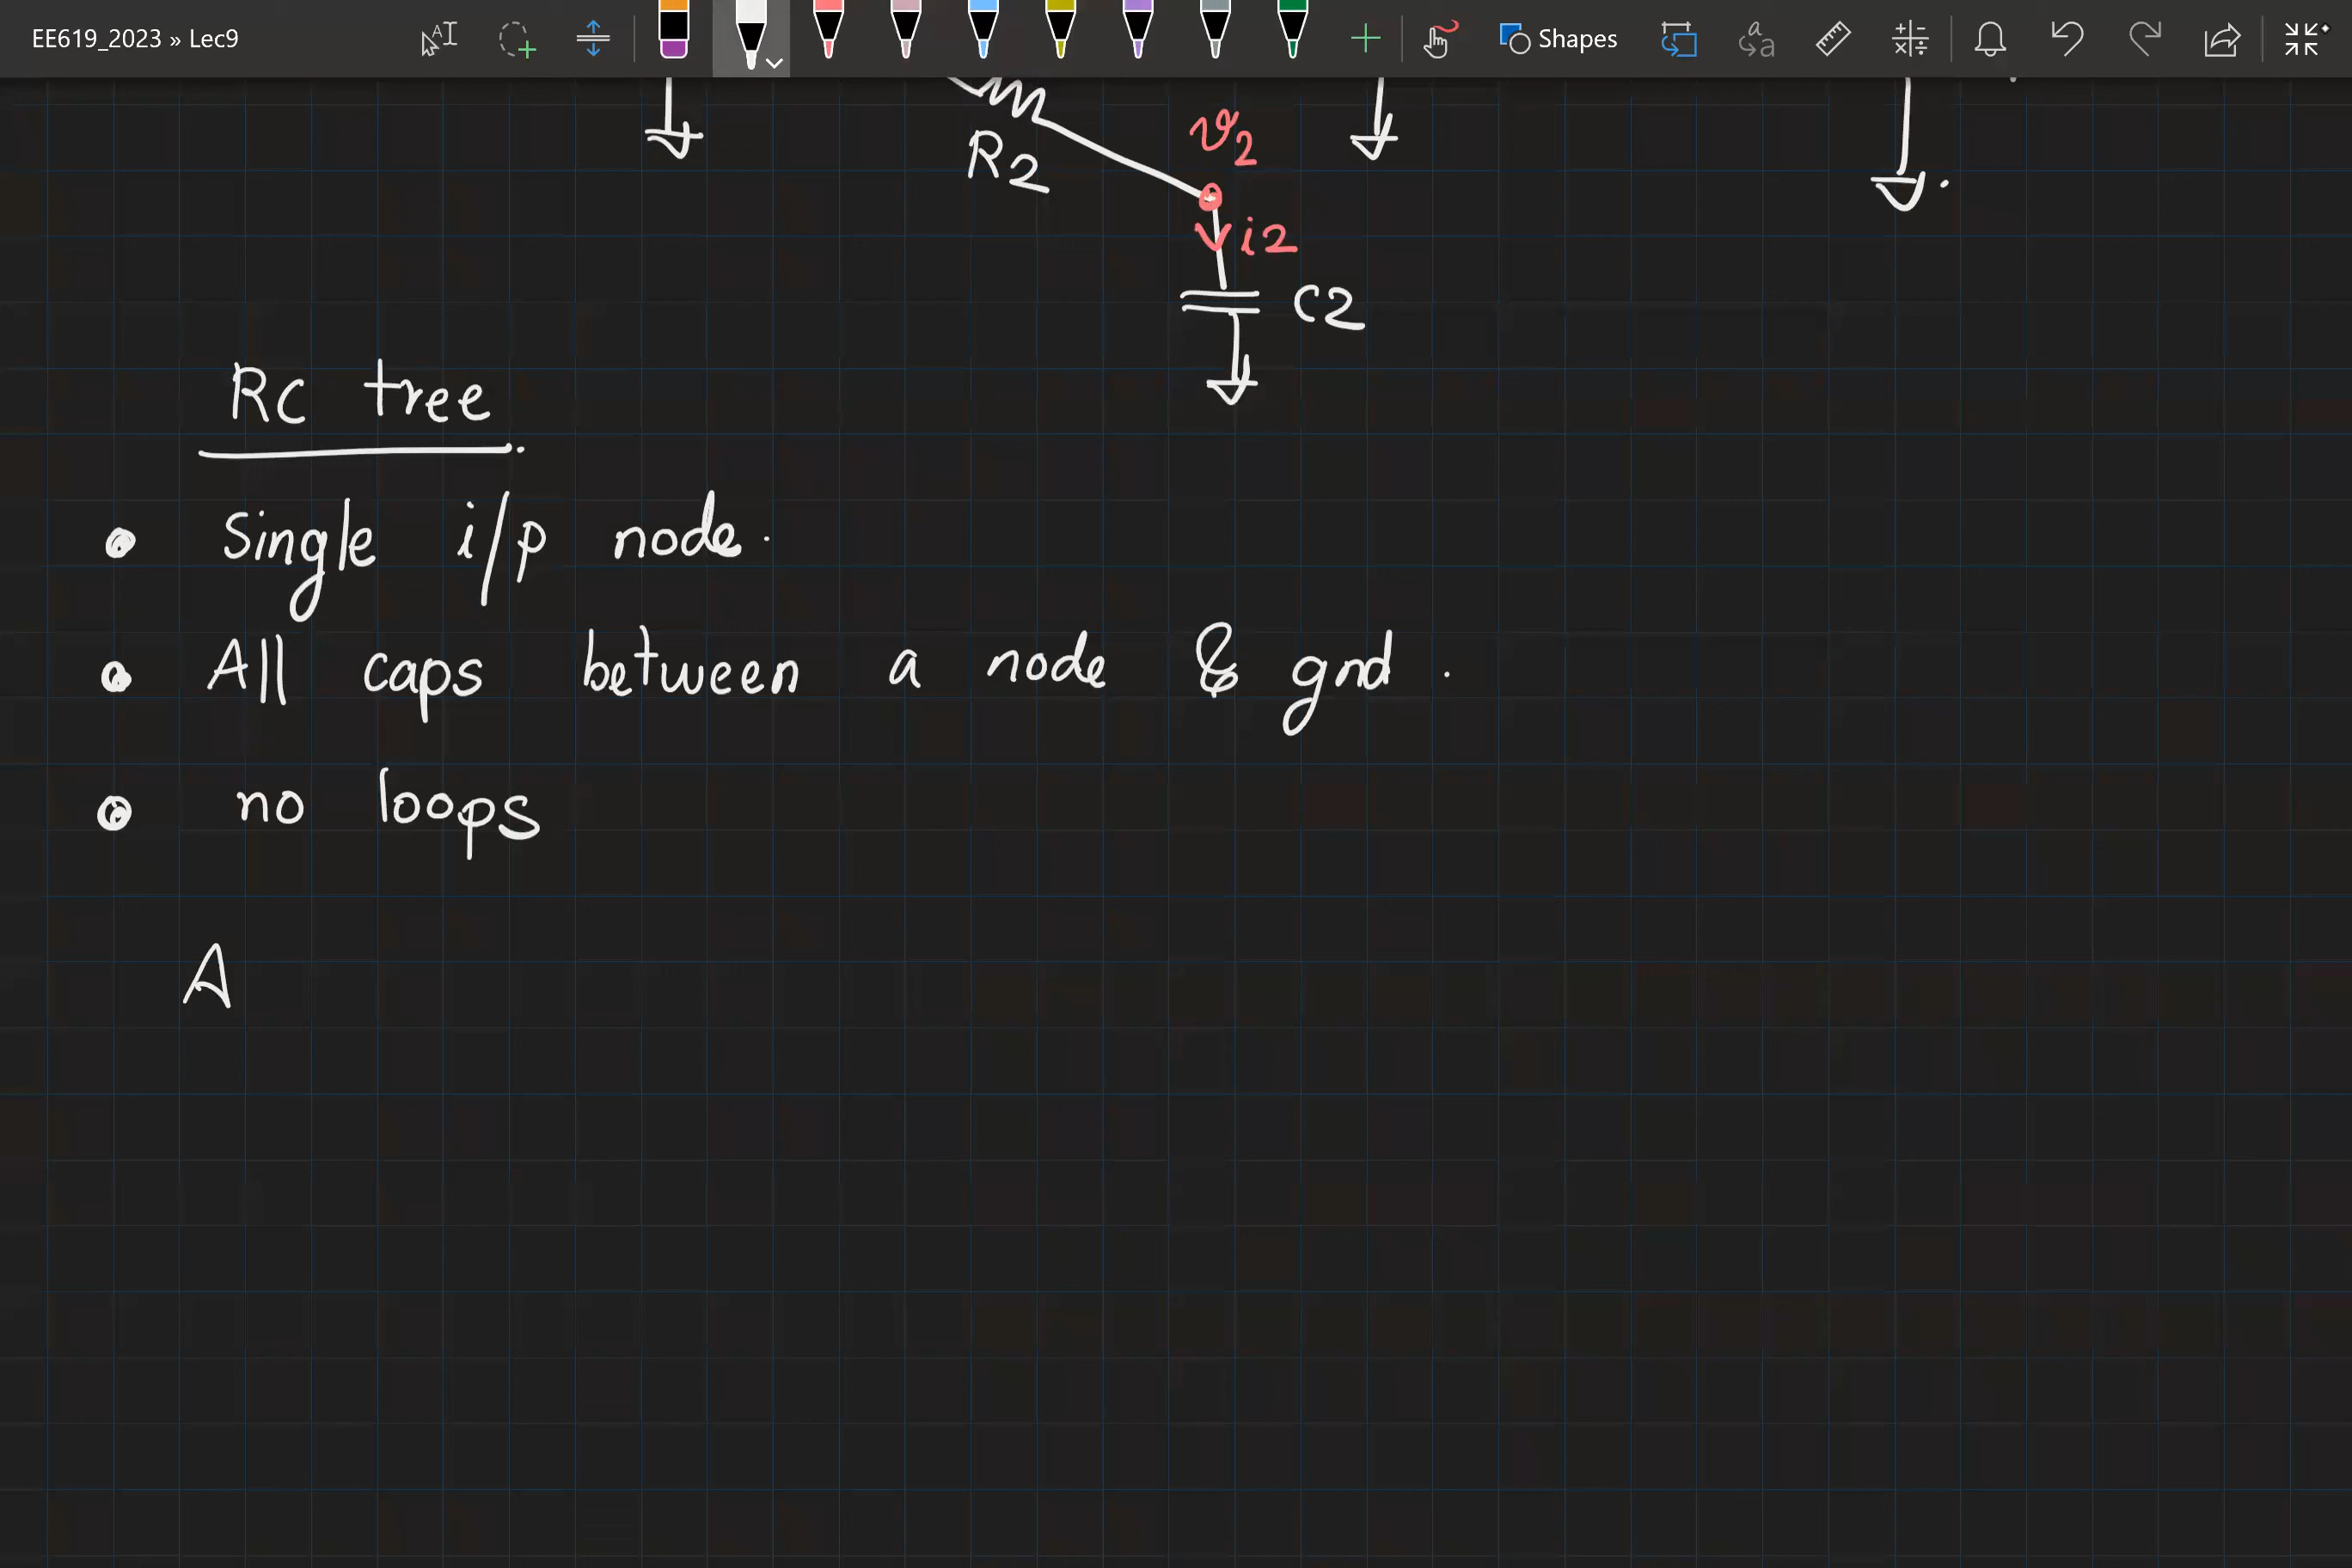 EE619_2023 » Lec9
Shapes
R2
v2
i2
C2
RC tree
Single i/p node.
All caps between a node & gnd.
no loops
A